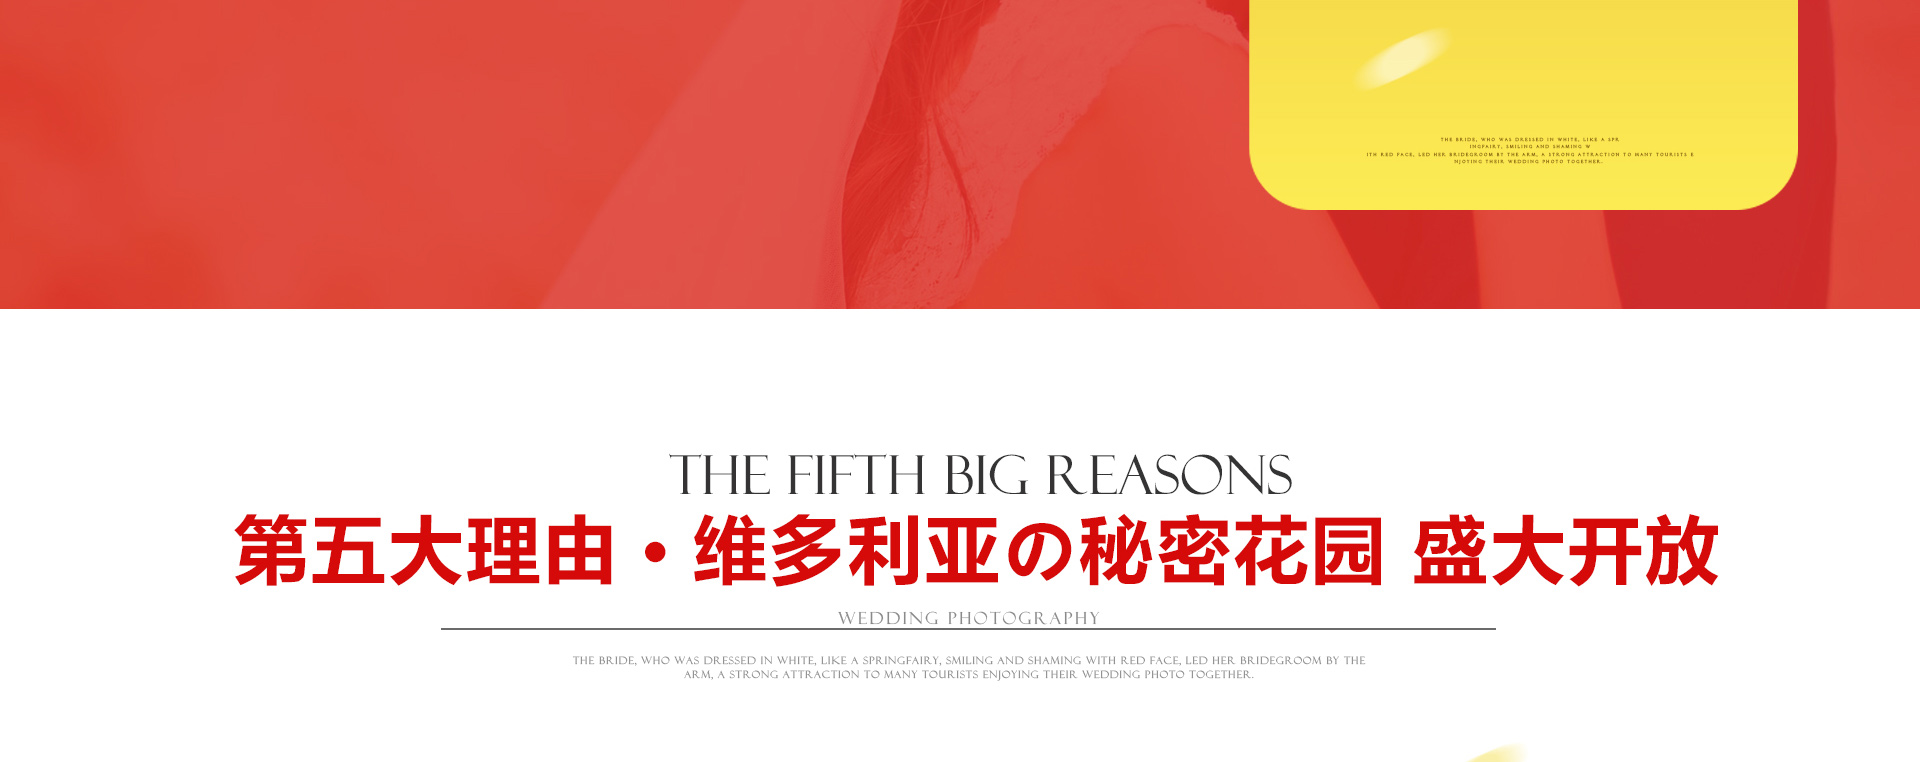 THE BRIDE, WHO WAS DRESSED IN WHITE, LIKE A SPR
INGFAIRY, SMILING AND SHAMING W
ITH RED FACE, LED HER BRIDEGROOM BY THE ARM, A STRONG ATTRACTION TO MANY TOURISTS E
NJOYING THEIR WEDDING PHOTO TOGETHER.
THE FIFTH BIG REASONS
第五大理由•维多利亚の秘密花园 盛大开放
WEDDING PHOTOGRAPHY
THE BRIDE, WHO WAS DRESSED IN WHITE, LIKE A SPRINGFAIRY, SMILING AND SHAMING WITH RED FACE, LED HER BRIDEGROOM BY THE
ARM, A STRONG ATTRACTION TO MANY TOURISTS ENJOYING THEIR WEDDING PHOTO TOGETHER.